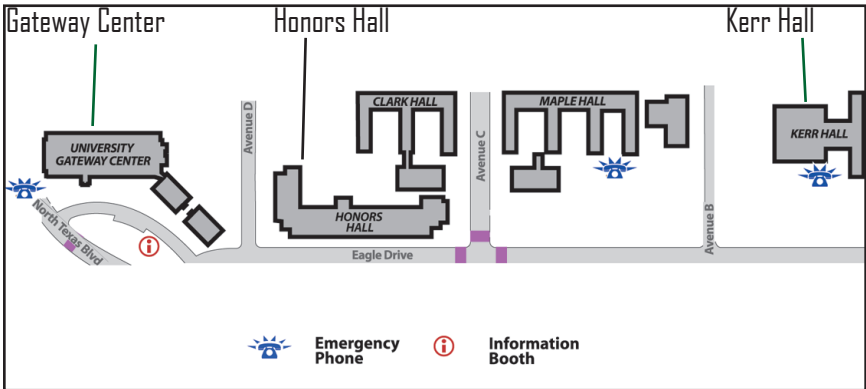 Gateway Center
Honors Hall
Kerr Hall
CLARK HALL
MAPLE HALL
UNIVERSITY
GATEWAY CENTER
Avenue D
Avenue C
KERR HALL
Avenue B
North Texas Blvd
HONORS
HALL
Eagle Drive
Emergency
Phone
i
Information
Booth